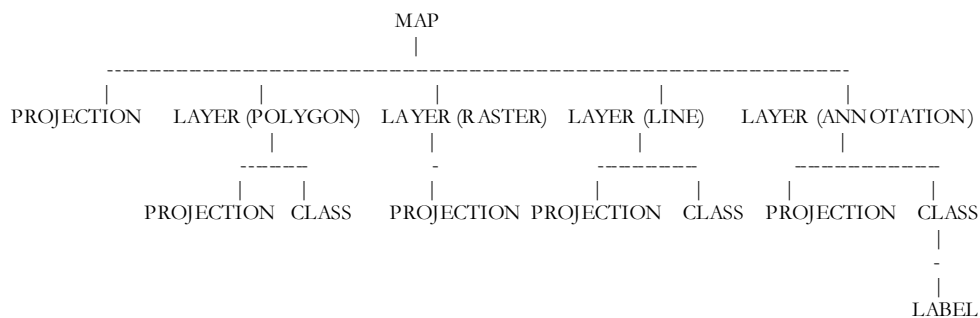 MAP
PROJECTION LAYER (POLYGON) LAYER (RASTER) LAYER (LINE) LAYER (ANNOTATION)
PROJECTION CLASS PROJECTION PROJECTION CLASS PROJECTION CLASS
LABEL